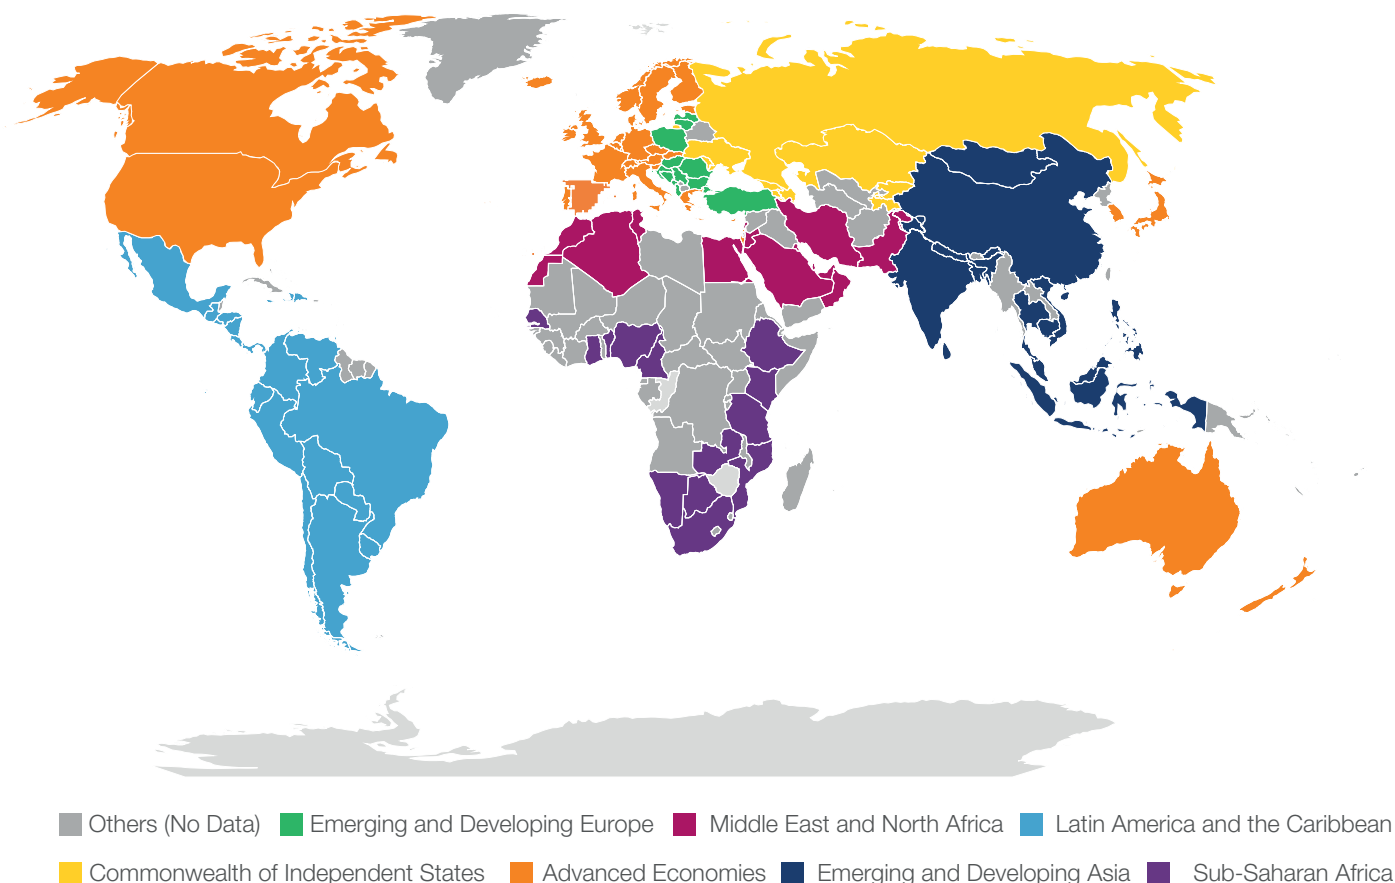 Others (No Data) Emerging and Developing Europe Middle East and North Africa Latin America and the Caribbean
Commonwealth of Independent States Advanced Economies Emerging and Developing Asia Sub-Saharan Africa